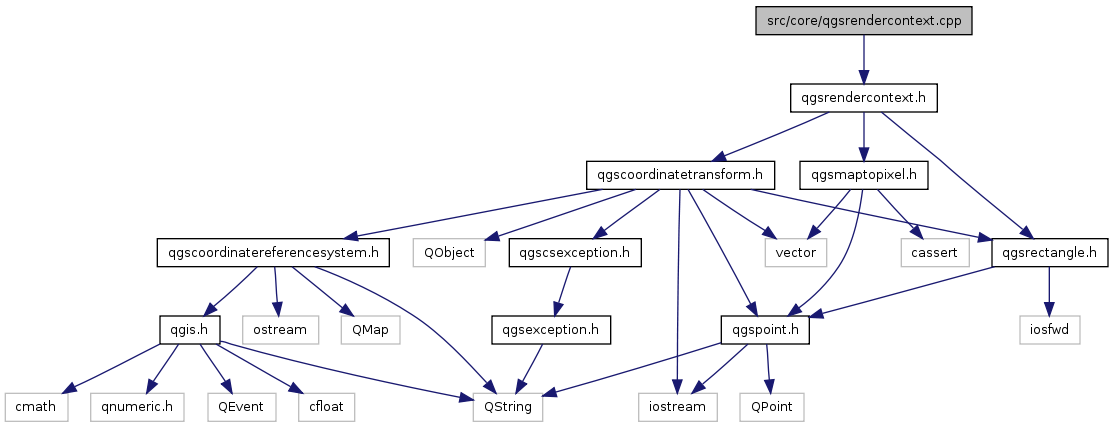 src/core/qgsrendercontext.cpp
qgsrendercontext.h
qgscoordinatetransform.h
qgsmaptopixel.h
qgscoordinatereferencesystem.h
QObject
qgscsexception.h
vector
cassert
qgsrectangle.h
qgis.h
ostream
QMap
qgsexception.h
qgspoint.h
iosfwd
cmath
qnumeric.h
QEvent
cfloat
QString
iostream
QPoint